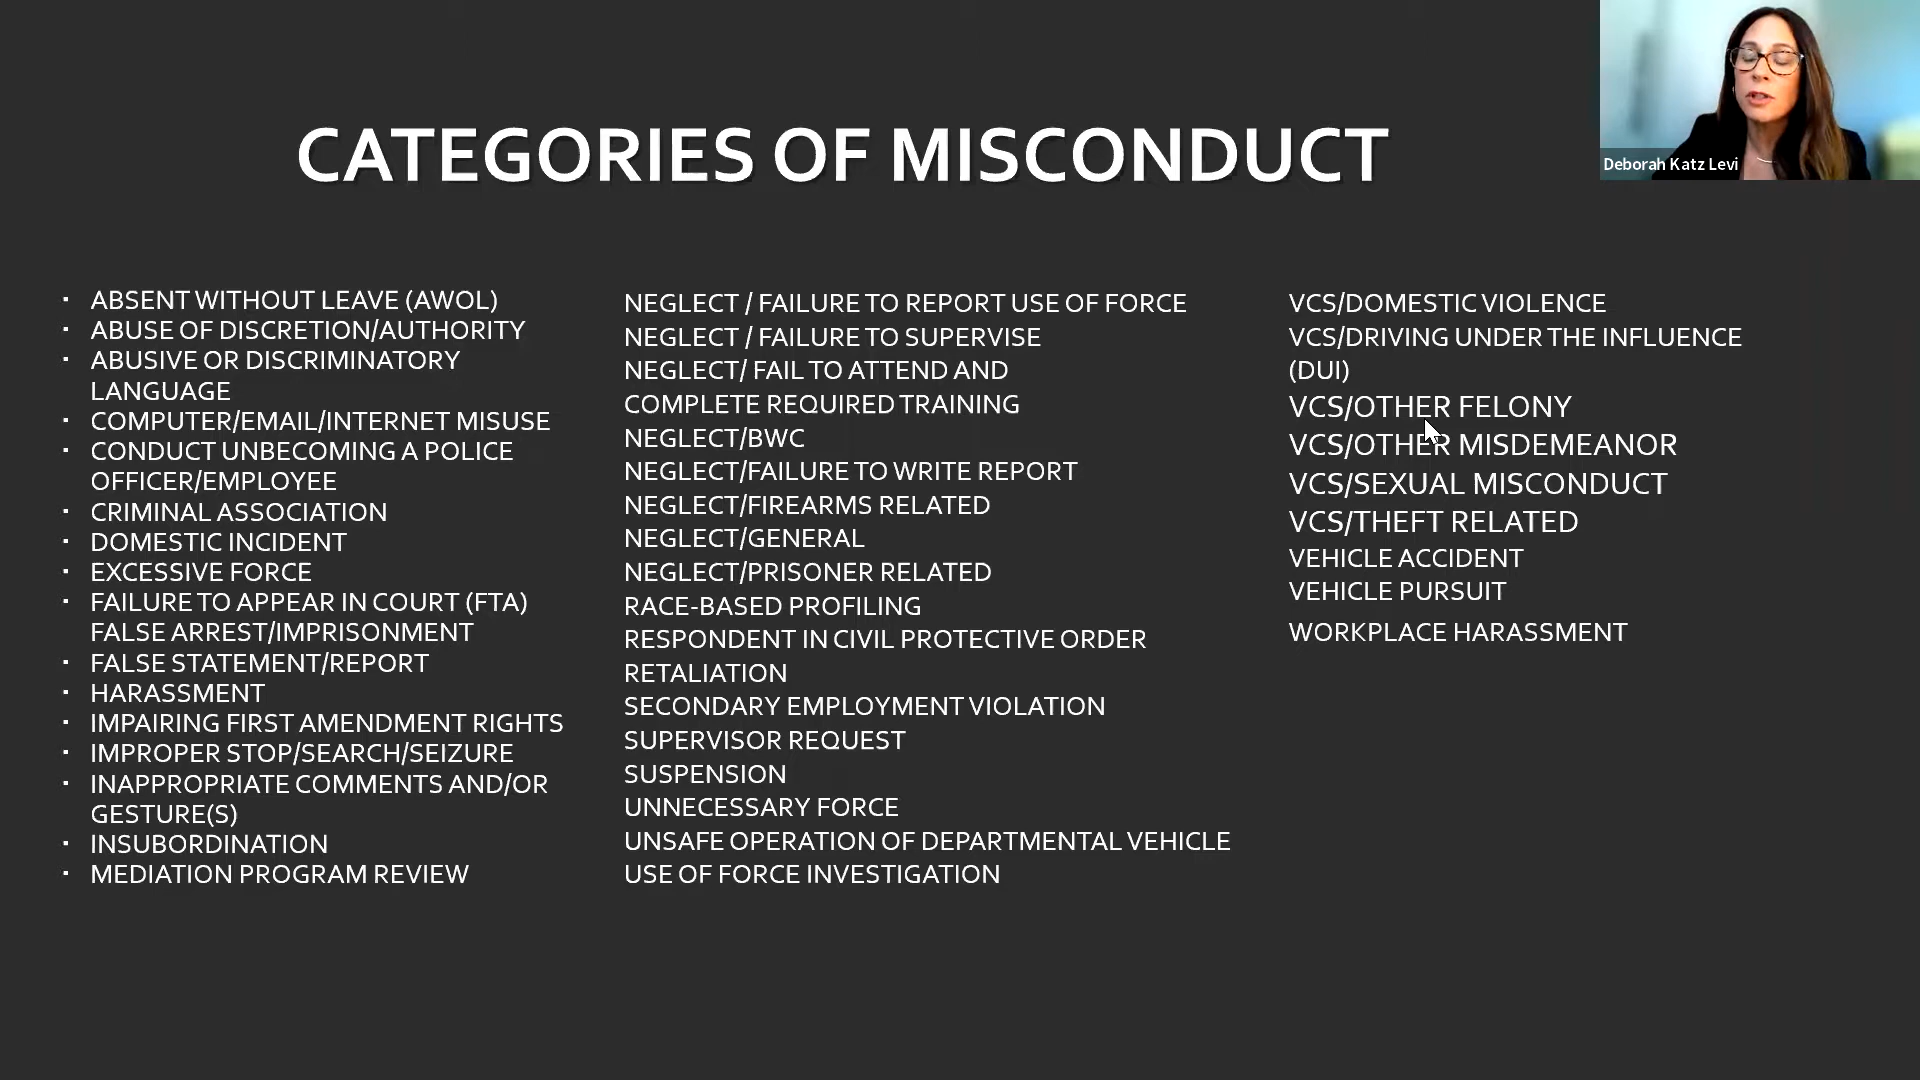 CATEGORIES OF MISCONDUCT
Deborah Katz Levi
▪ ABSENT WITHOUT LEAVE (AWOL)
▪ ABUSE OF DISCRETION/AUTHORITY
▪ ABUSIVE OR DISCRIMINATORY
LANGUAGE
▪ COMPUTER/EMAIL/INTERNET MISUSE
▪ CONDUCT UNBECOMING A POLICE
OFFICER/EMPLOYEE
▪ CRIMINAL ASSOCIATION
▪ DOMESTIC INCIDENT
▪ EXCESSIVE FORCE
▪ FAILURE TO APPEAR IN COURT (FTA)
FALSE ARREST/IMPRISONMENT
▪ FALSE STATEMENT/REPORT
▪ HARASSMENT
▪ IMPAIRING FIRST AMENDMENT RIGHTS
▪ IMPROPER STOP/SEARCH/SEIZURE
▪ INAPPROPRIATE COMMENTS AND/OR
GESTURE(S)
▪ INSUBORDINATION
▪ MEDIATION PROGRAM REVIEW
NEGLECT / FAILURE TO REPORT USE OF FORCE
NEGLECT / FAILURE TO SUPERVISE
NEGLECT/ FAIL TO ATTEND AND
COMPLETE REQUIRED TRAINING
NEGLECT/BWC
NEGLECT/FAILURE TO WRITE REPORT
NEGLECT/FIREARMS RELATED
NEGLECT/GENERAL
NEGLECT/PRISONER RELATED
RACE-BASED PROFILING
RESPONDENT IN CIVIL PROTECTIVE ORDER
RETALIATION
SECONDARY EMPLOYMENT VIOLATION
SUPERVISOR REQUEST
SUSPENSION
UNNECESSARY FORCE
UNSAFE OPERATION OF DEPARTMENTAL VEHICLE
USE OF FORCE INVESTIGATION
VCS/DOMESTIC VIOLENCE
VCS/DRIVING UNDER THE INFLUENCE
(DUI)
VCS/OTHER FELONY
VCS/OTHER MISDEMEANOR
VCS/SEXUAL MISCONDUCT
VCS/THEFT RELATED
VEHICLE ACCIDENT
VEHICLE PURSUIT
WORKPLACE HARASSMENT